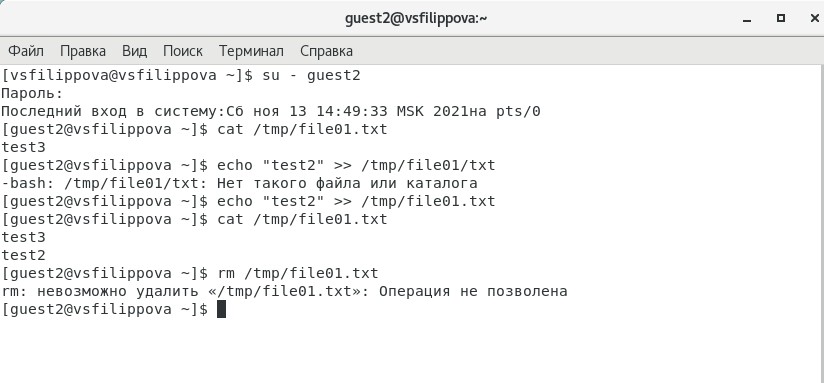 guest2@vsfilippova:~
Файл Правка Вид Поиск Терминал Справка
[vsfilippova@vsfilippova ~]$ su - guest2
Пароль:
Последний вход в систему:Сб ноя 13 14:49:33 MSK 2021на pts/0
[guest2@vsfilippova ~]$ cat /tmp/file01.txt
test3
[guest2@vsfilippova ~]$ echo "test2" >> /tmp/file01/txt
-bash: /tmp/file01/txt: Нет такого файла или каталога
[guest2@vsfilippova ~]$ echo "test2" >> /tmp/file01.txt
[guest2@vsfilippova ~]$ cat /tmp/file01.txt
test3
test2
[guest2@vsfilippova ~]$ rm /tmp/file01.txt
rm: невозможно удалить «/tmp/file01.txt»: Операция не позволена
[guest2@vsfilippova ~]$